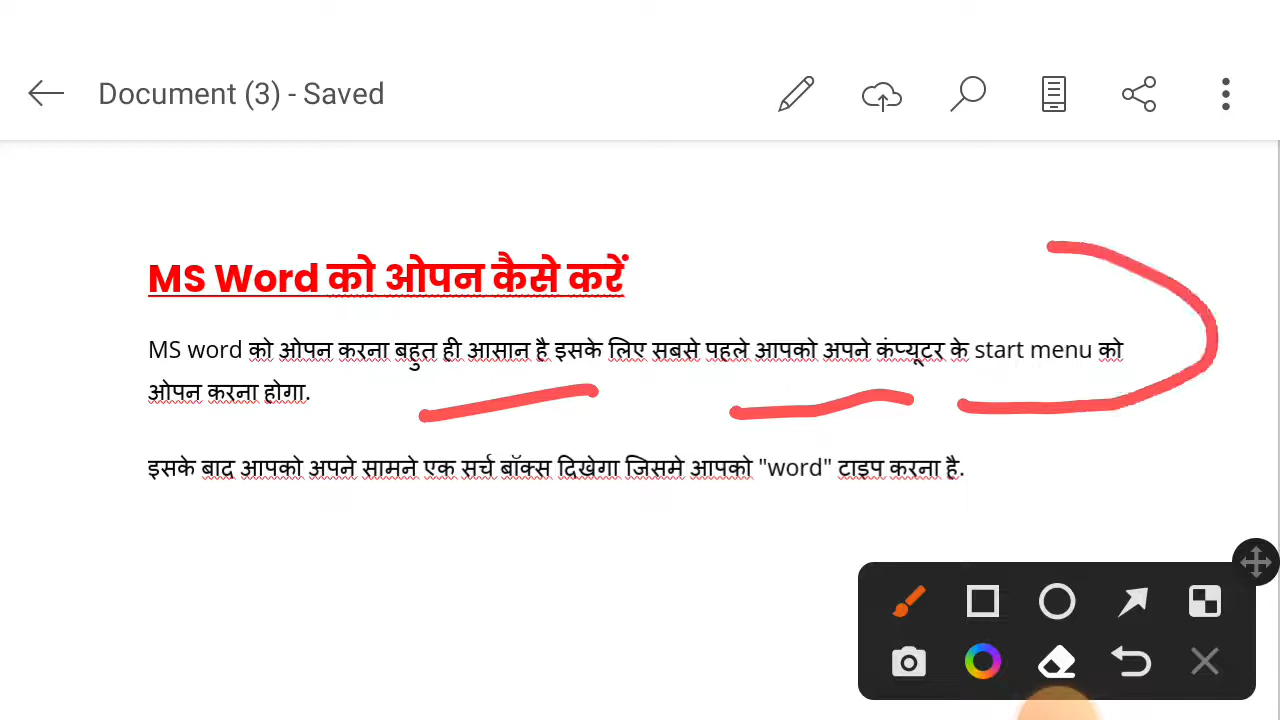 Document (3) - Saved
MS Word को ओपन कैसे करें
MS word को ओपन करना बहुत ही आसान है इसके लिए सबसे पहले आपको अपने कंप्यूटर के start menu को
ओपन करना होगा.
इसके बाद आपको अपने सामने एक सर्च बॉक्स दिखेगा जिसमे आपको "word" टाइप करना है.